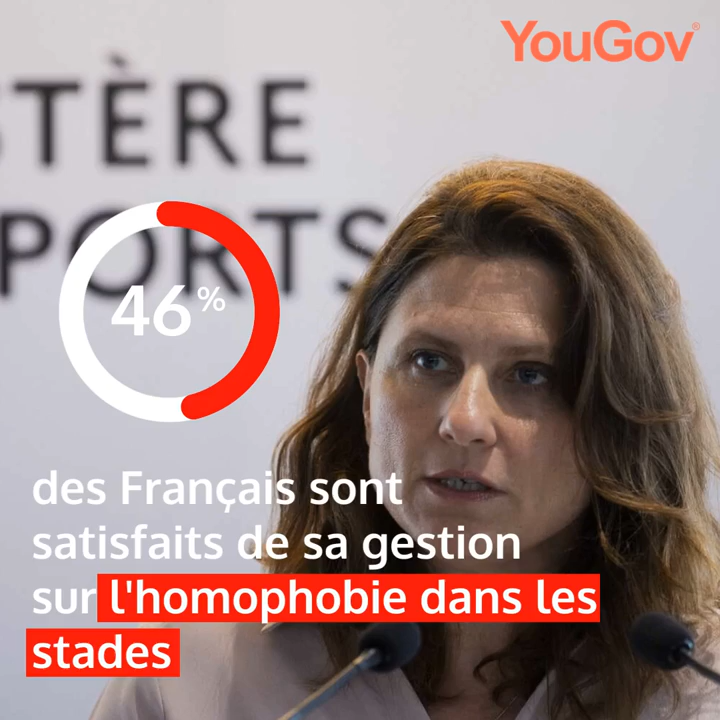 YouGov®
STÈRE
PORTS
46%
des Français sont
satisfaits de sa gestion
sur l'homophobie dans les
stades